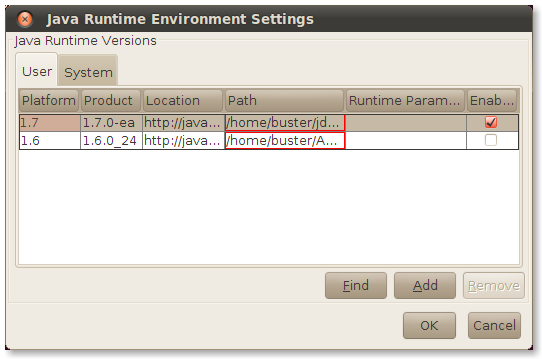 Java Runtime Environment Settings
Java Runtime Versions
User System
Platform Product Location Path Runtime Param... Enab...
1.7 1.7.0-ea http://java... /home/buster/jd...
1.6 1.6.0_24 http://java... /home/buster/A...
Find Add Remove
OK Cancel